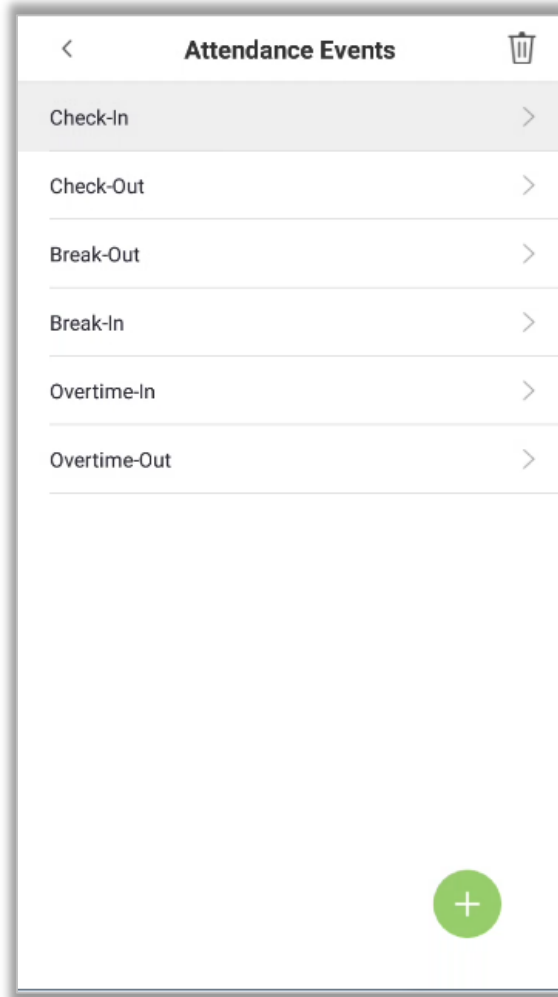 Attendance Events
Check-In
Check-Out
Break-Out
Break-In
Overtime-In
Overtime-Out